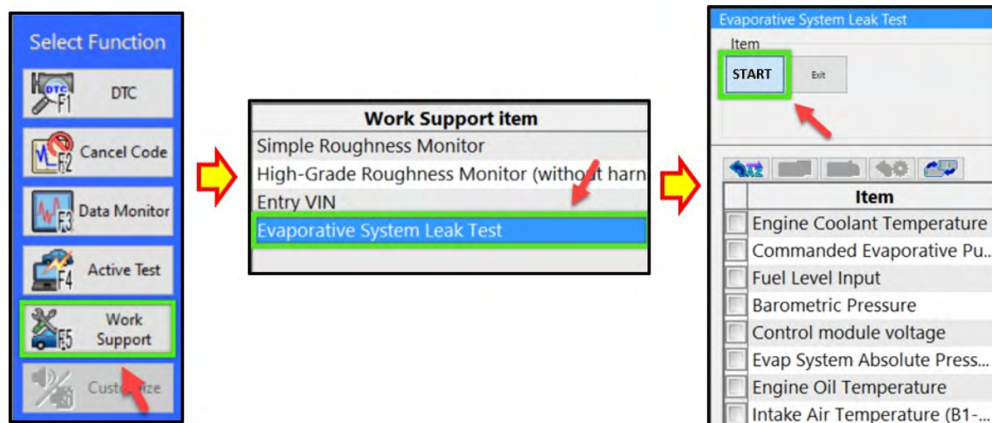 Select Function
DTC
F1
DTC
Cancel Code
F2
Data Monitor
F3
Active Test
F4
Work
Support
F5
Work Support item
Simple Roughness Monitor
High-Grade Roughness Monitor (without harn
Entry VIN
Evaporative System Leak Test
Evaporative System Leak Test
Item
START
Exit
Item
Engine Coolant Temperature
Commanded Evaporative Pu...
Fuel Level Input
Barometric Pressure
Control module voltage
Evap System Absolute Press...
Engine Oil Temperature
Intake Air Temperature (B1-...